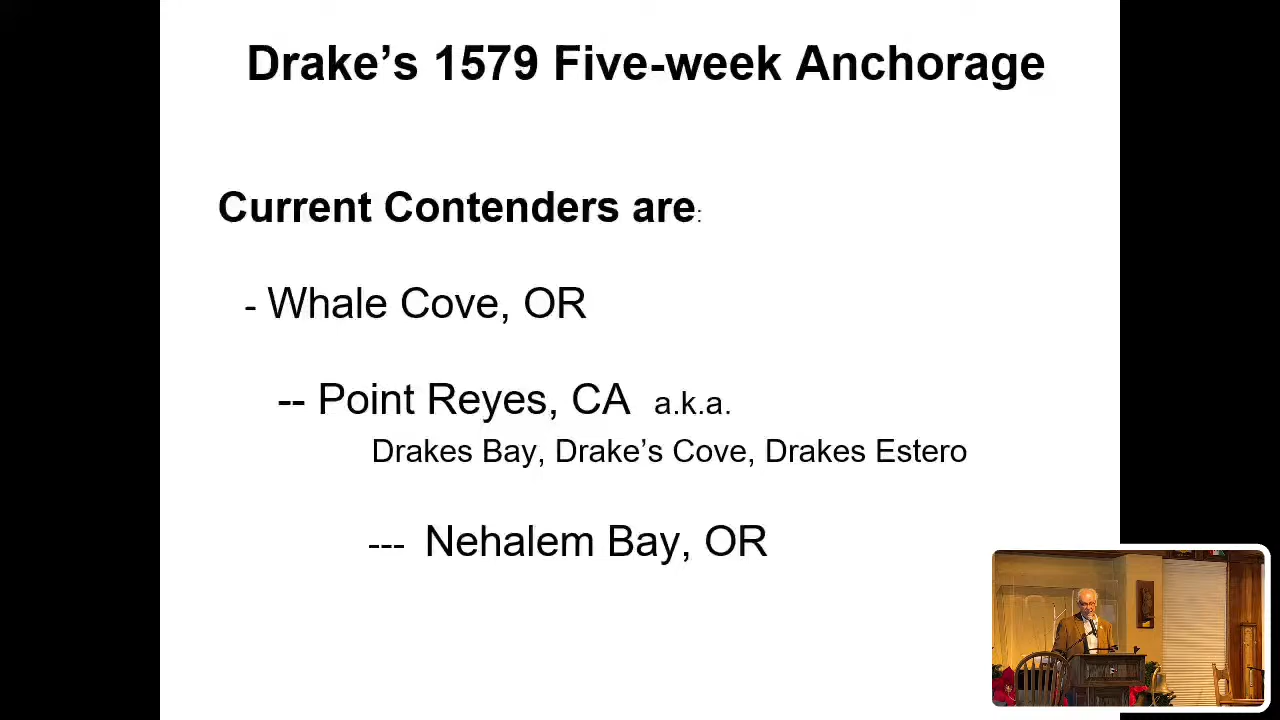 Drake’s 1579 Five-week Anchorage
Current Contenders are:
- Whale Cove, OR
-- Point Reyes, CA a.k.a.
Drakes Bay, Drake’s Cove, Drakes Estero
--- Nehalem Bay, OR